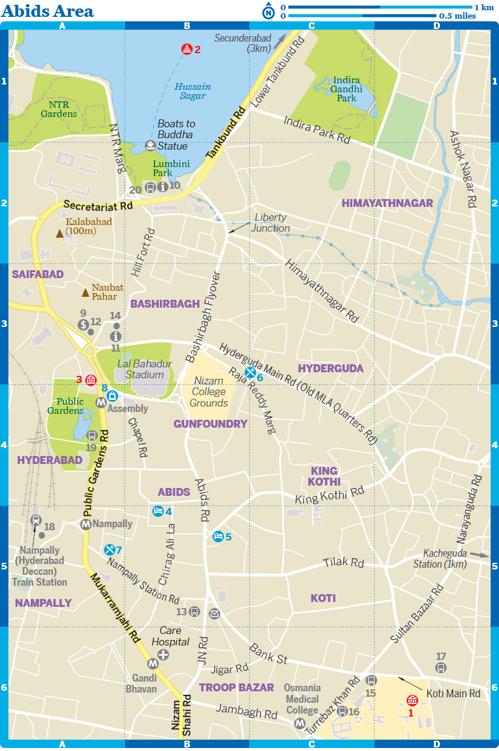 Abids Area
N
0
1 km
0
0.5 miles
A
B
C
D
1
1
2
Secunderabad
(3km)
Hussain
Sagar
Lower Tankbund Rd
Indira
Gandhi
Park
NTR
Gardens
Boats to
Buddha
Statue
NTR Marg
Tankbund Rd
Indira Park Rd
Ashok Nagar Rd
Lumbini
Park
20
10
2
2
Secretariat Rd
HIMAYATHNAGAR
Kalabahad
(100m)
Hill Fort Rd
Liberty
Junction
SAIFABAD
Himayathnagar Rd
Naubat
Pahar
BASHIRBAGH
Bashirbagh Flyover
3
3
9
12
14
11
Hyderguda Main Rd (Old MLA Quarters Rd)
HYDERGUDA
Lal Bahadur
Stadium
3
8
6
Nizam
College
Grounds
Raja Reddy Marg
Public
Gardens
Assembly
Chapel Rd
GUNFOUNDRY
4
4
19
HYDERABAD
Public Gardens Rd
KING
KOTHI
King Kothi Rd
ABIDS
Abids Rd
Narayanguda Rd
4
18
Nampally
5
Chirag Ali La
Nampally
(Hyderabad
Deccan)
Train Station
7
Nampally Station Rd
Tilak Rd
Kacheguda
Station (1km)
5
5
NAMPALLY
Mukarramjahi Rd
KOTI
13
Sultan Bazaar Rd
Care
Hospital
JN Rd
Bank St
17
Gandi
Bhavan
Jigar Rd
TROOP BAZAR
Osmania
Medical
College
15
Koti Main Rd
6
6
Nizam
Shahi Rd
Jambagh Rd
Turrebaz Khan Rd
16
1
A
B
C
D